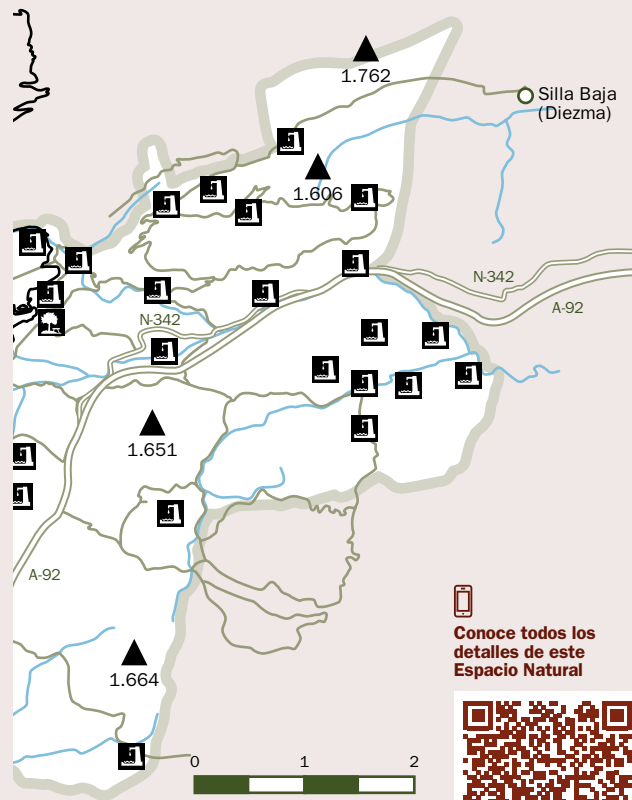 1.762
Silla Baja
(Diezma)
1.606
N-342
A-92
N-342
1.651
A-92
Conoce todos los
detalles de este
Espacio Natural
1.664
0 1 2